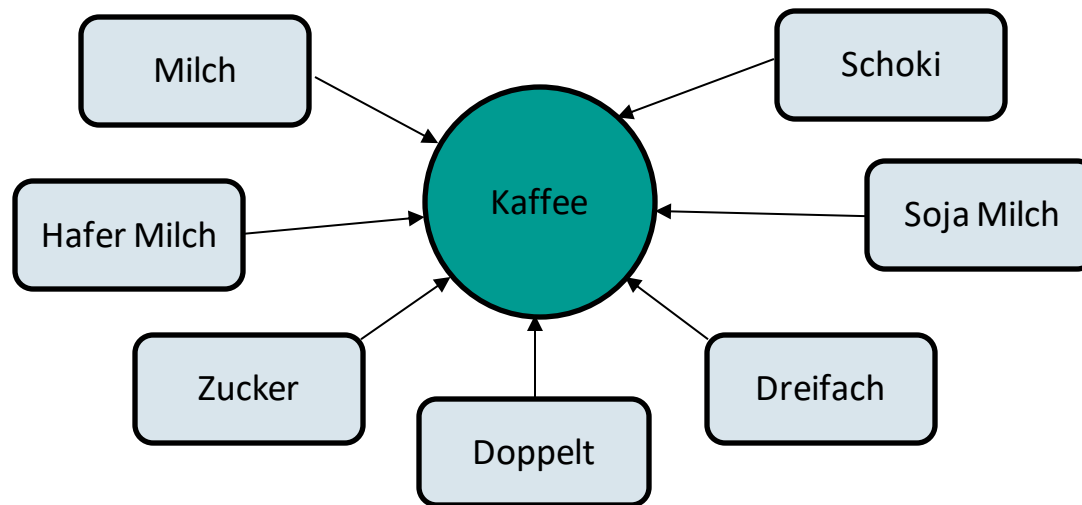 Milch
Schoki
Kaffee
Hafer Milch
Soja Milch
Zucker
Dreifach
Doppelt